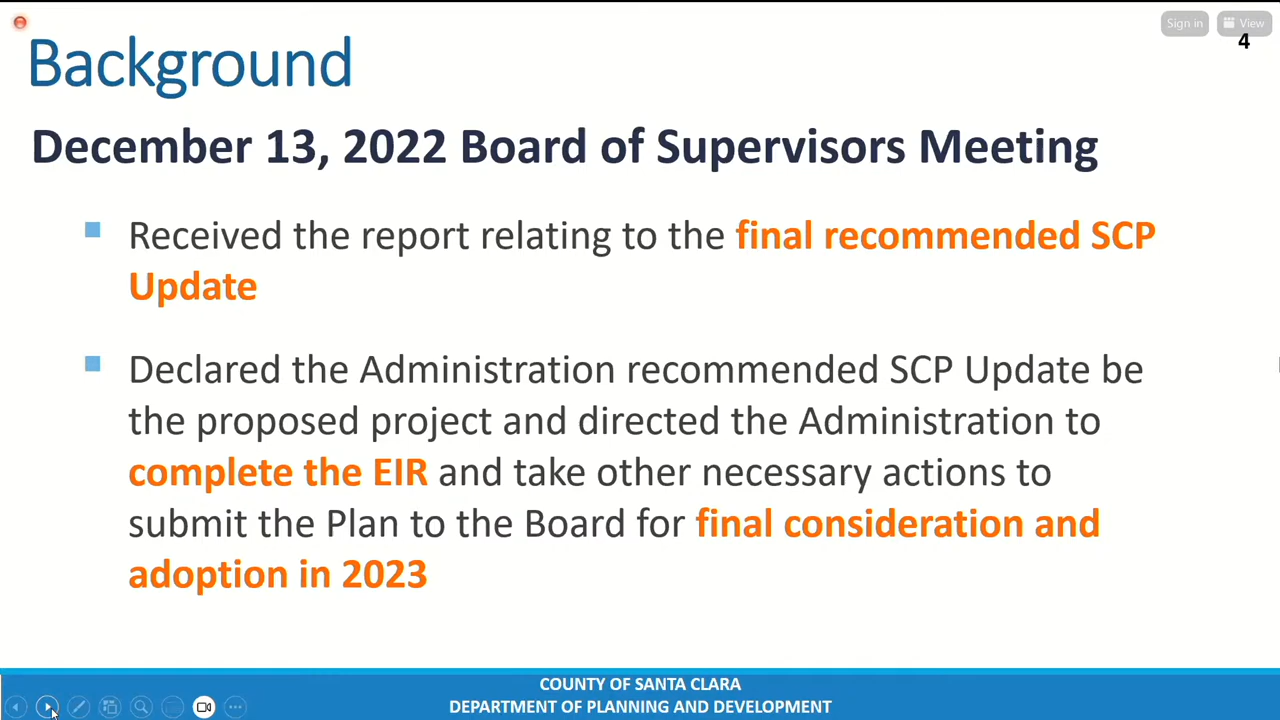 Sign in
View
4
Background
December 13, 2022 Board of Supervisors Meeting
Received the report relating to the final recommended SCP
Update
Declared the Administration recommended SCP Update be
the proposed project and directed the Administration to
complete the EIR and take other necessary actions to
submit the Plan to the Board for final consideration and
adoption in 2023
COUNTY OF SANTA CLARA
DEPARTMENT OF PLANNING AND DEVELOPMENT